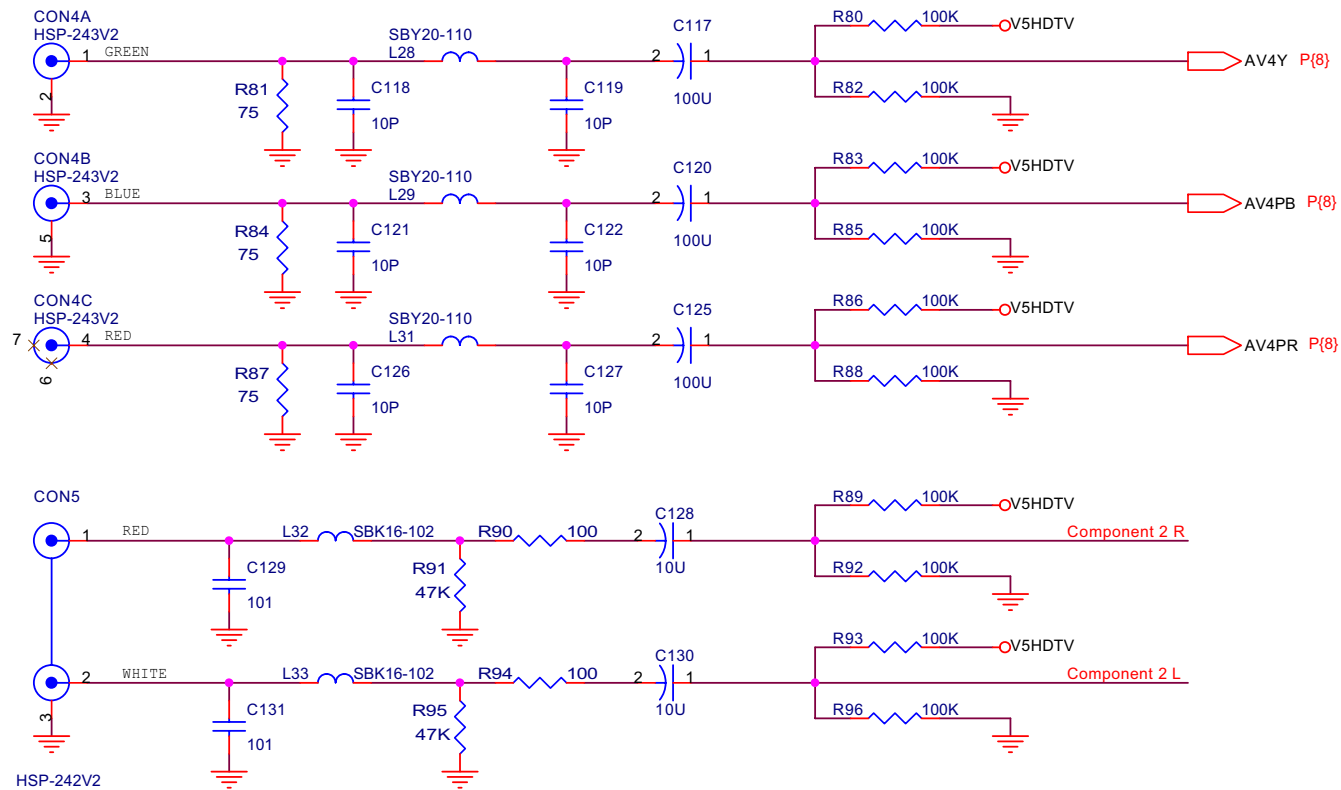 CON4A
HSP-243V2
1 GREEN
2
R81
75
C118
10P
SBY20-110
L28
C119
10P
C117
2 1
100U
R80 100K
V5HDTV
R82 100K
AV4Y P{8}
CON4B
HSP-243V2
3 BLUE
5
R84
75
C121
10P
SBY20-110
L29
C122
10P
C120
2 1
100U
R83 100K
V5HDTV
R85 100K
AV4PB P{8}
CON4C
HSP-243V2
7
4 RED
6
R87
75
C126
10P
SBY20-110
L31
C127
10P
C125
2 1
100U
R86 100K
V5HDTV
R88 100K
AV4PR P{8}
CON5
1 RED
C129
101
L32 SBK16-102
R91
47K
R90 100
C128
2 1
10U
R89 100K
V5HDTV
R92 100K
Component 2 R
2 WHITE
3
C131
101
L33 SBK16-102
R95
47K
R94 100
C130
2 1
10U
R93 100K
V5HDTV
R96 100K
Component 2 L
HSP-242V2